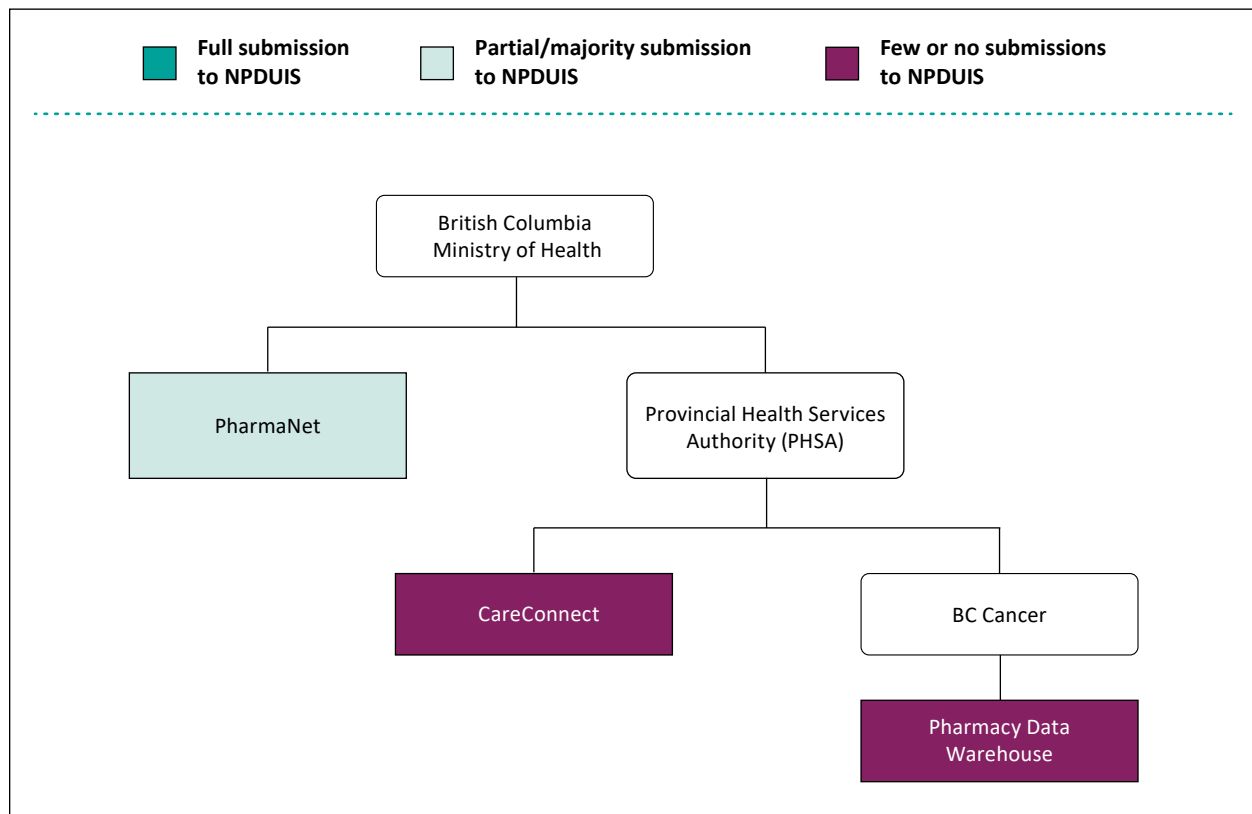 Full submission
to NPDUIS
Partial/majority submission
to NPDUIS
Few or no submissions
to NPDUIS
British Columbia
Ministry of Health
PharmaNet
Provincial Health Services
Authority (PHSA)
CareConnect
BC Cancer
Pharmacy Data
Warehouse